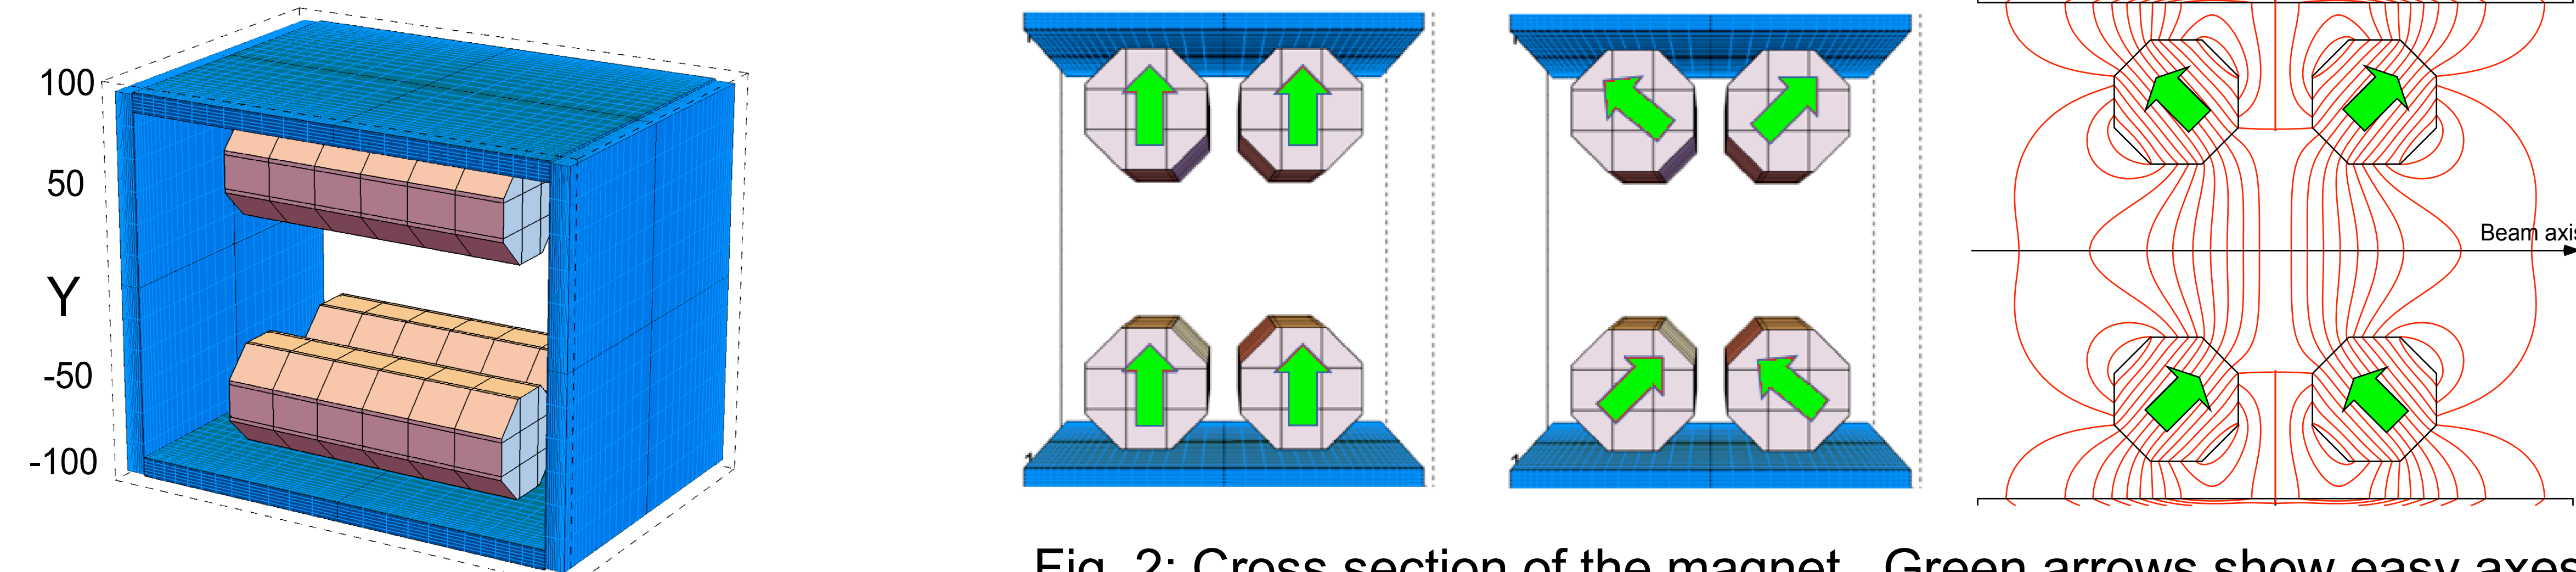 100
50
Y
-50
-100
Beam axis
Fig. 2: Cross section of the magnet. Green arrows show easy axes